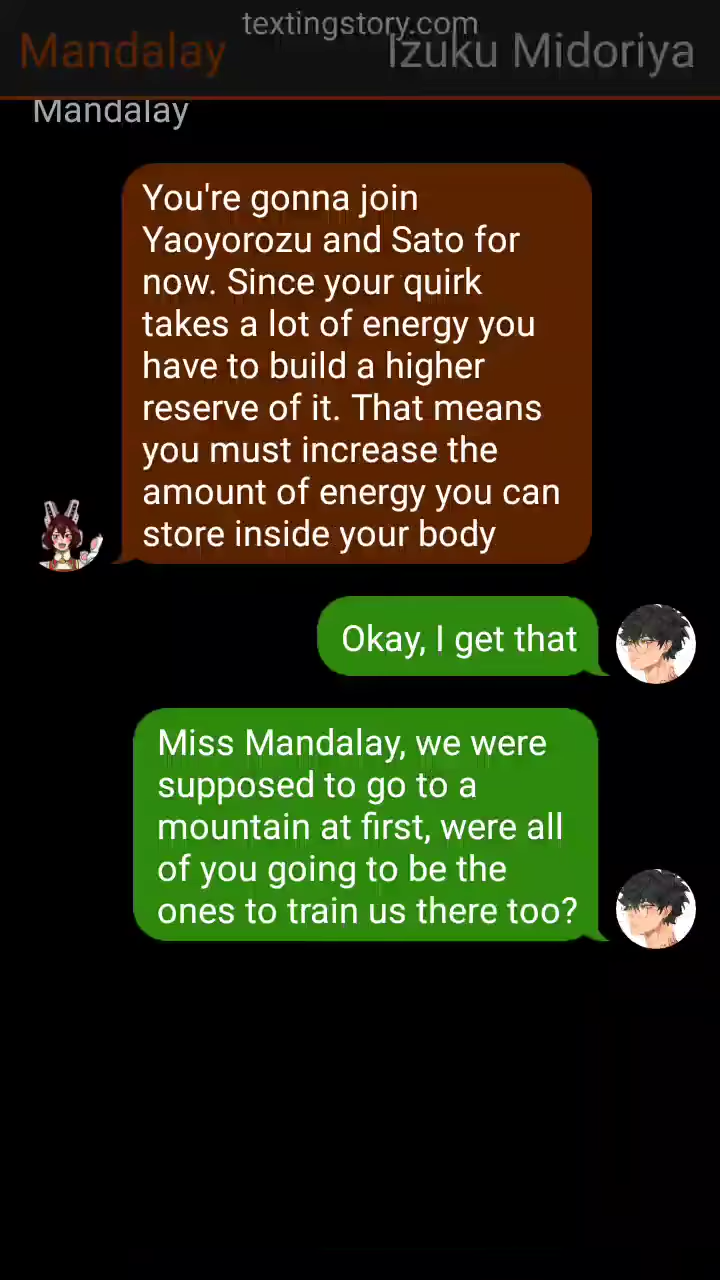 textingstory.com
Mandalay
Izuku Midoriya
Mandalay
You're gonna join
Yaoyorozu and Sato for
now. Since your quirk
takes a lot of energy you
have to build a higher
reserve of it. That means
you must increase the
amount of energy you can
store inside your body
Okay, I get that
Miss Mandalay, we were
supposed to go to a
mountain at first, were all
of you going to be the
ones to train us there too?